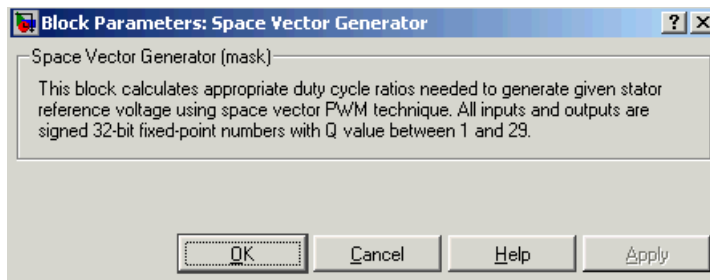 Block Parameters: Space Vector Generator
Space Vector Generator (mask)
This block calculates appropriate duty cycle ratios needed to generate given stator
reference voltage using space vector PWM technique. All inputs and outputs are
signed 32-bit fixed-point numbers with Q value between 1 and 29.
OK Cancel Help Apply